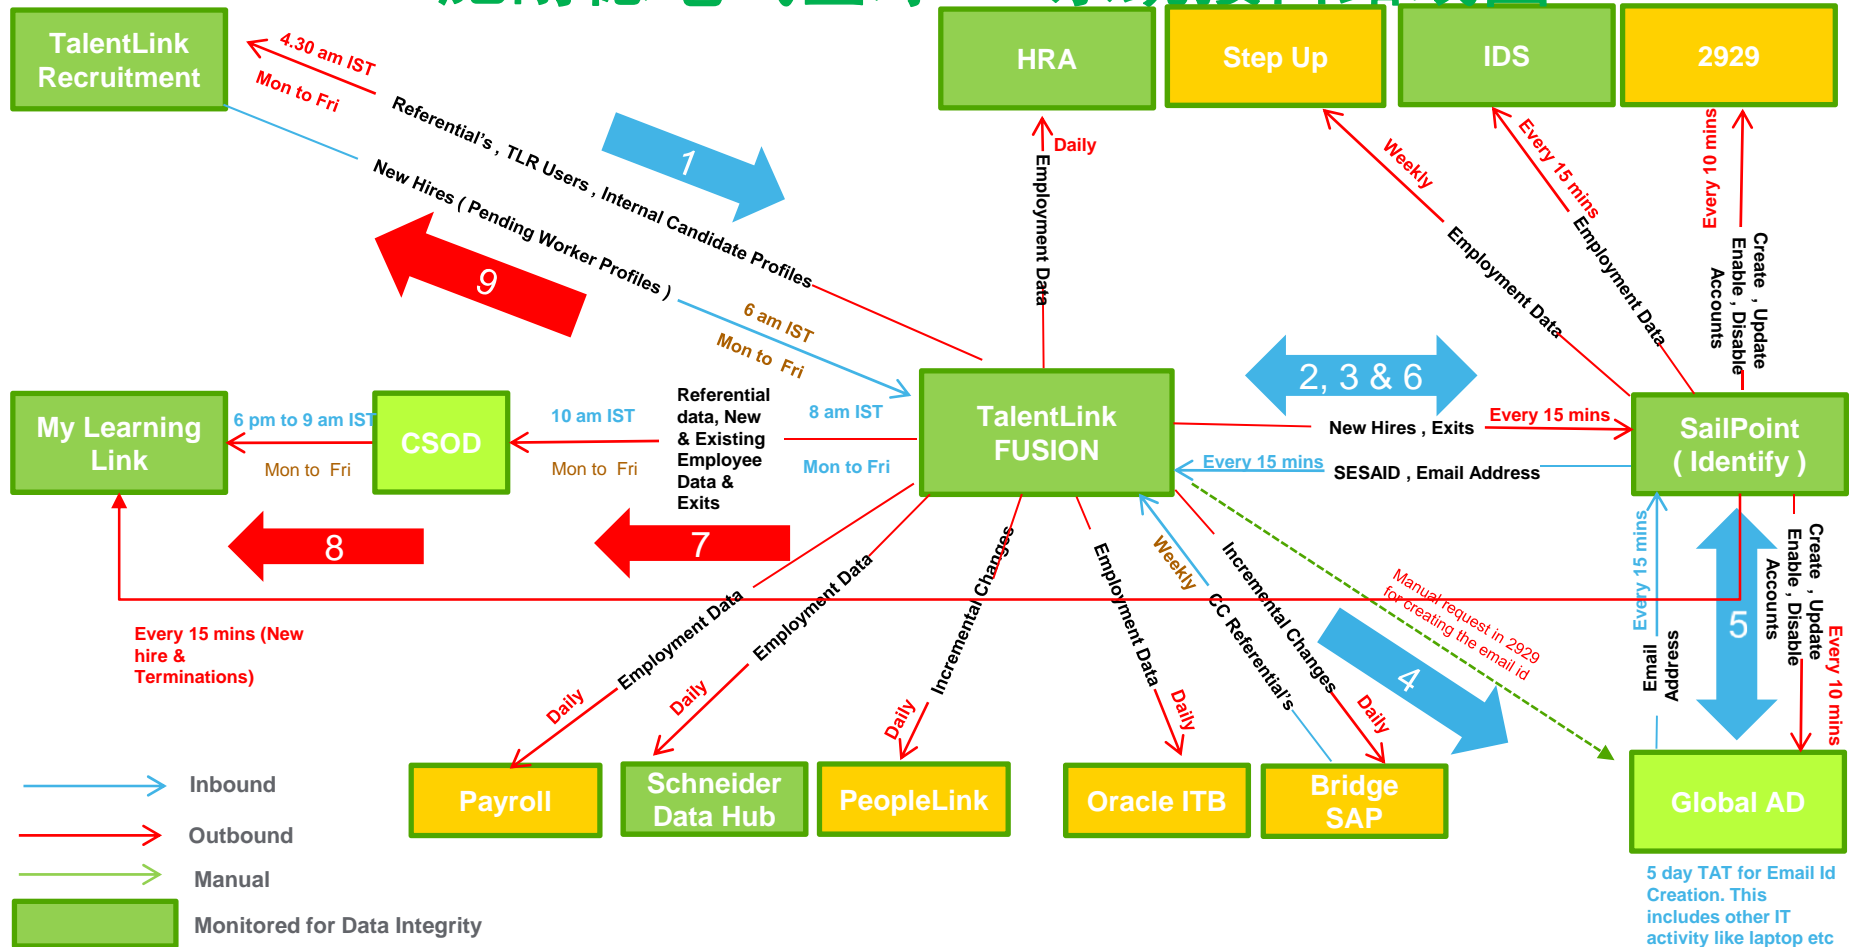 TalentLink
Recruitment
4.30 am IST
Mon to Fri
Referential's , TLR Users , Internal Candidate Profiles
New Hires ( Pending Worker Profiles )
6 am IST
Mon to Fri
1
9
HRA
Daily
Employment Data
Step Up
Weekly
Employment Data
IDS
Every 15 mins
Employment Data
2929
Every 10 mins
Create , Update
Enable , Disable
Accounts
2, 3 & 6
My Learning
Link
6 pm to 9 am IST
Mon to Fri
CSOD
10 am IST
Mon to Fri
Referential
data, New
& Existing
Employee
Data &
Exits
8 am IST
Mon to Fri
TalentLink
FUSION
New Hires , Exits
Every 15 mins
Every 15 mins
SESAID , Email Address
SailPoint
( Identify )
8
7
Every 15 mins (New
hire &
Terminations)
Employment Data
Daily
Employment Data
Daily
Incremental Changes
Daily
Employment Data
Daily
Weekly
CC Referential's
Incremental Changes
Daily
Manual request in 2929
for creating the email id
4
Every 15 mins
Email
Address
5
Create , Update
Enable , Disable
Accounts
Every 10 mins
Payroll
Schneider
Data Hub
PeopleLink
Oracle ITB
Bridge
SAP
Global AD
5 day TAT for Email Id
Creation. This
includes other IT
activity like laptop etc
Inbound
Outbound
Manual
Monitored for Data Integrity